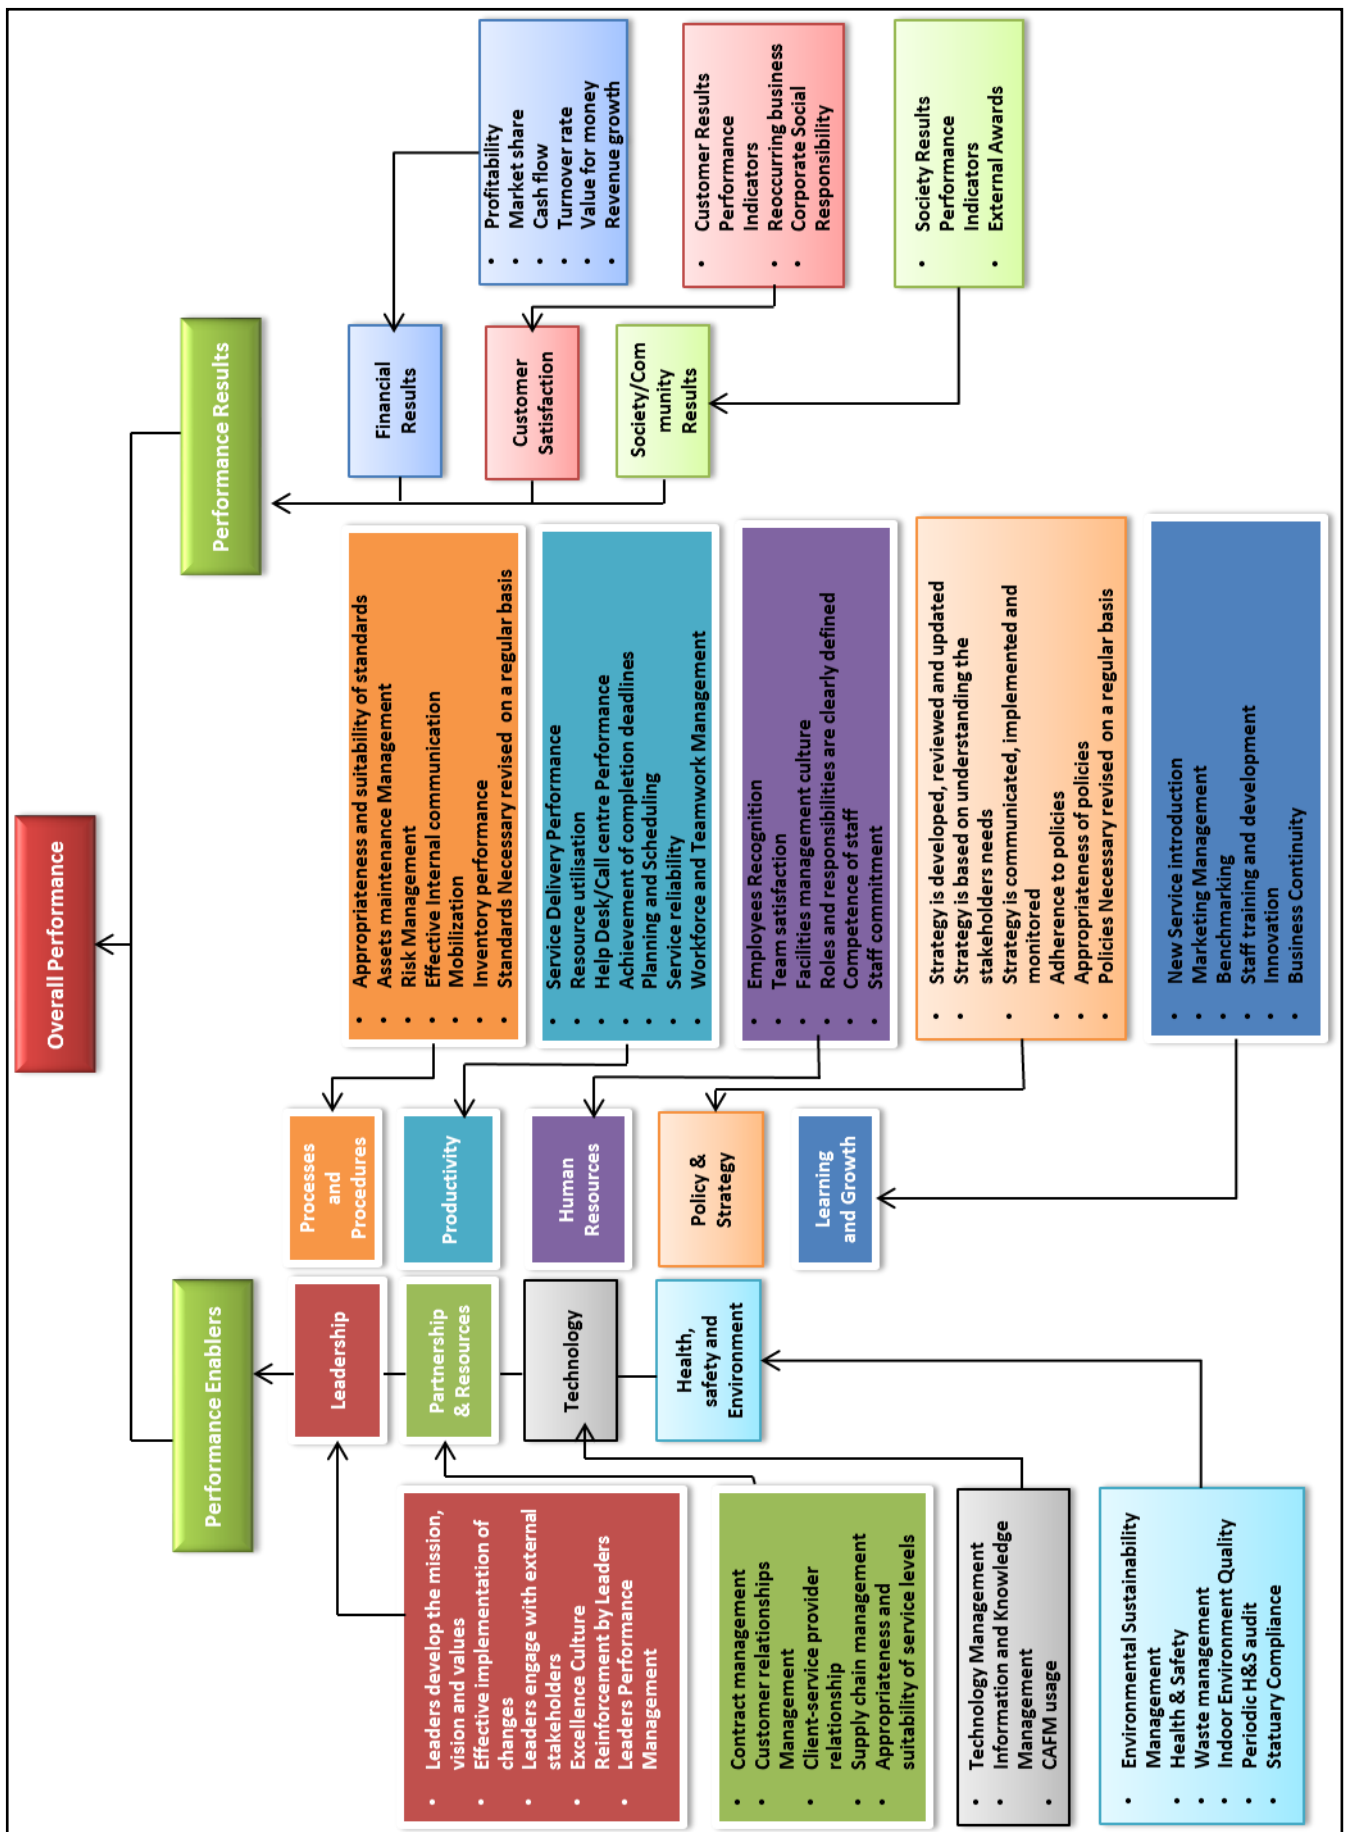 Overall Performance
Performance Enablers
Performance Results
Leadership
Partnership
& Resources
Technology
Health,
safety and
Environment
Processes
and
Procedures
Productivity
Human
Resources
Policy &
Strategy
Learning
and Growth
Financial
Results
Customer
Satisfaction
Society/Com
munity
Results
• Leaders develop the mission,
vision and values
• Effective implementation of
changes
• Leaders engage with external
stakeholders
• Excellence Culture
Reinforcement by Leaders
• Leaders Performance
Management
• Contract management
• Customer relationships
Management
• Client-service provider
relationship
• Supply chain management
• Appropriateness and
suitability of service levels
• Technology Management
• Information and Knowledge
Management
• CAFM usage
• Environmental Sustainability
Management
• Health & Safety
• Waste management
• Indoor Environment Quality
• Periodic H&S audit
• Statuary Compliance
• Appropriateness and suitability of standards
• Assets maintenance Management
• Risk Management
• Effective Internal communication
• Mobilization
• Inventory performance
• Standards Necessary revised on a regular basis
• Service Delivery Performance
• Resource utilisation
• Help Desk/Call centre Performance
• Achievement of completion deadlines
• Planning and Scheduling
• Service reliability
• Workforce and Teamwork Management
• Employees Recognition
• Team satisfaction
• Facilities management culture
• Roles and responsibilities are clearly defined
• Competence of staff
• Staff commitment
• Strategy is developed, reviewed and updated
• Strategy is based on understanding the
stakeholders needs
• Strategy is communicated, implemented and
monitored
• Adherence to policies
• Appropriateness of policies
• Policies Necessary revised on a regular basis
• New Service introduction
• Marketing Management
• Benchmarking
• Staff training and development
• Innovation
• Business Continuity
• Profitability
• Market share
• Cash flow
• Turnover rate
• Value for money
• Revenue growth
• Customer Results
Performance
Indicators
• Reoccurring business
• Corporate Social
Responsibility
• Society Results
Performance
Indicators
• External Awards